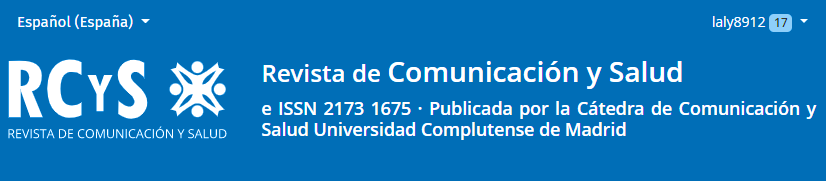 Español (España)
laly8912 17
RCyS
REVISTA DE COMUNICACIÓN Y SALUD
Revista de Comunicación y Salud
e ISSN 2173 1675 · Publicada por la Cátedra de Comunicación y
Salud Universidad Complutense de Madrid